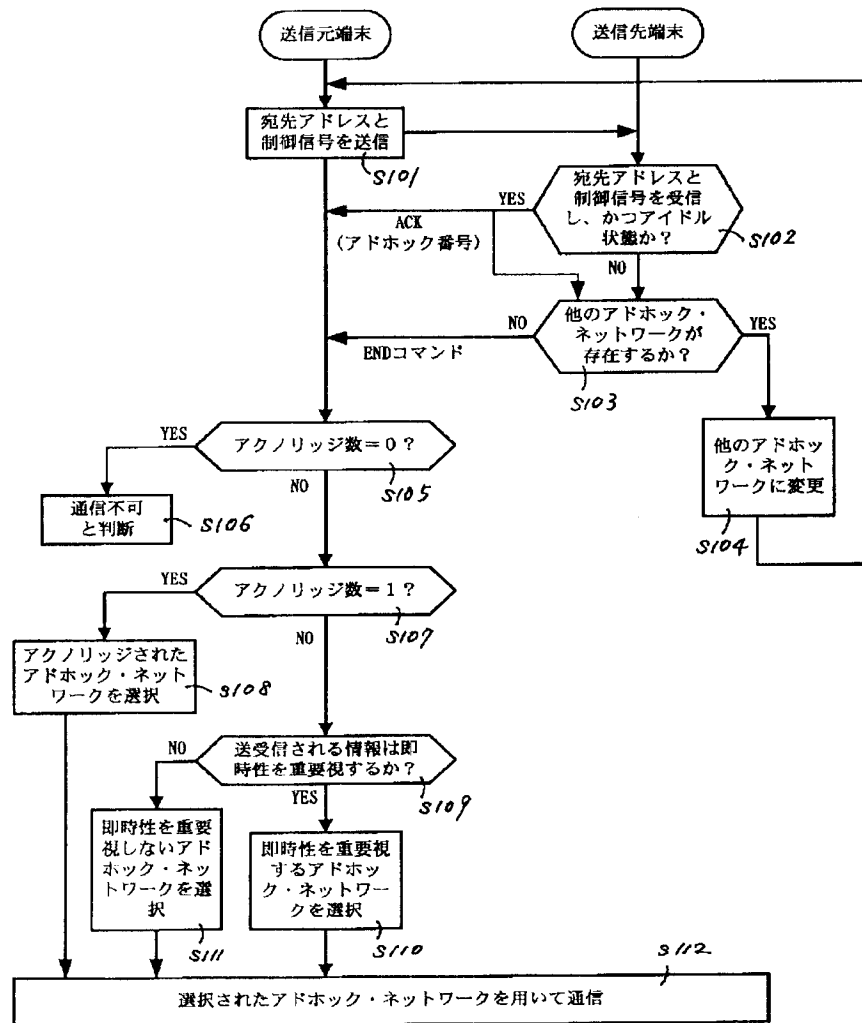 送信元端末
送信先端末
宛先アドレスと
制御信号を送信
S101
宛先アドレスと
制御信号を受信
し、かつアイドル
状態か?
S102
YES
ACK
(アドホック番号)
NO
他のアドホック・
ネットワークが
存在するか?
S103
NO
ENDコマンド
YES
他のアドホッ
ク・ネット
ワークに変更
S104
アクノリッジ数=0?
S105
YES
NO
通信不可
と判断
S106
アクノリッジ数=1?
S107
YES
NO
アクノリッジされた
アドホック・ネット
ワークを選択
S108
送受信される情報は即
時性を重要視するか?
S109
NO
YES
即時性を重要
視しないアド
ホック・ネッ
トワークを選
択
S111
即時性を重要視
するアドホッ
ク・ネットワー
クを選択
S110
S112
選択されたアドホック・ネットワークを用いて通信